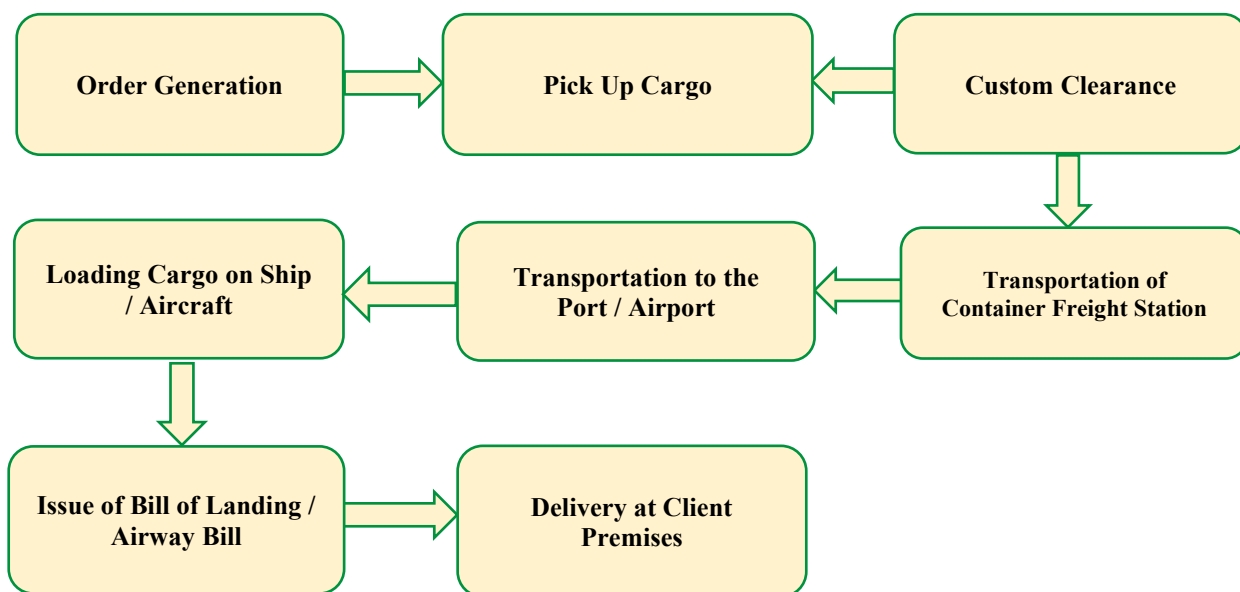 Order Generation
Pick Up Cargo
Custom Clearance
Loading Cargo on Ship
/ Aircraft
Transportation to the
Port / Airport
Transportation of
Container Freight Station
Issue of Bill of Landing /
Airway Bill
Delivery at Client
Premises